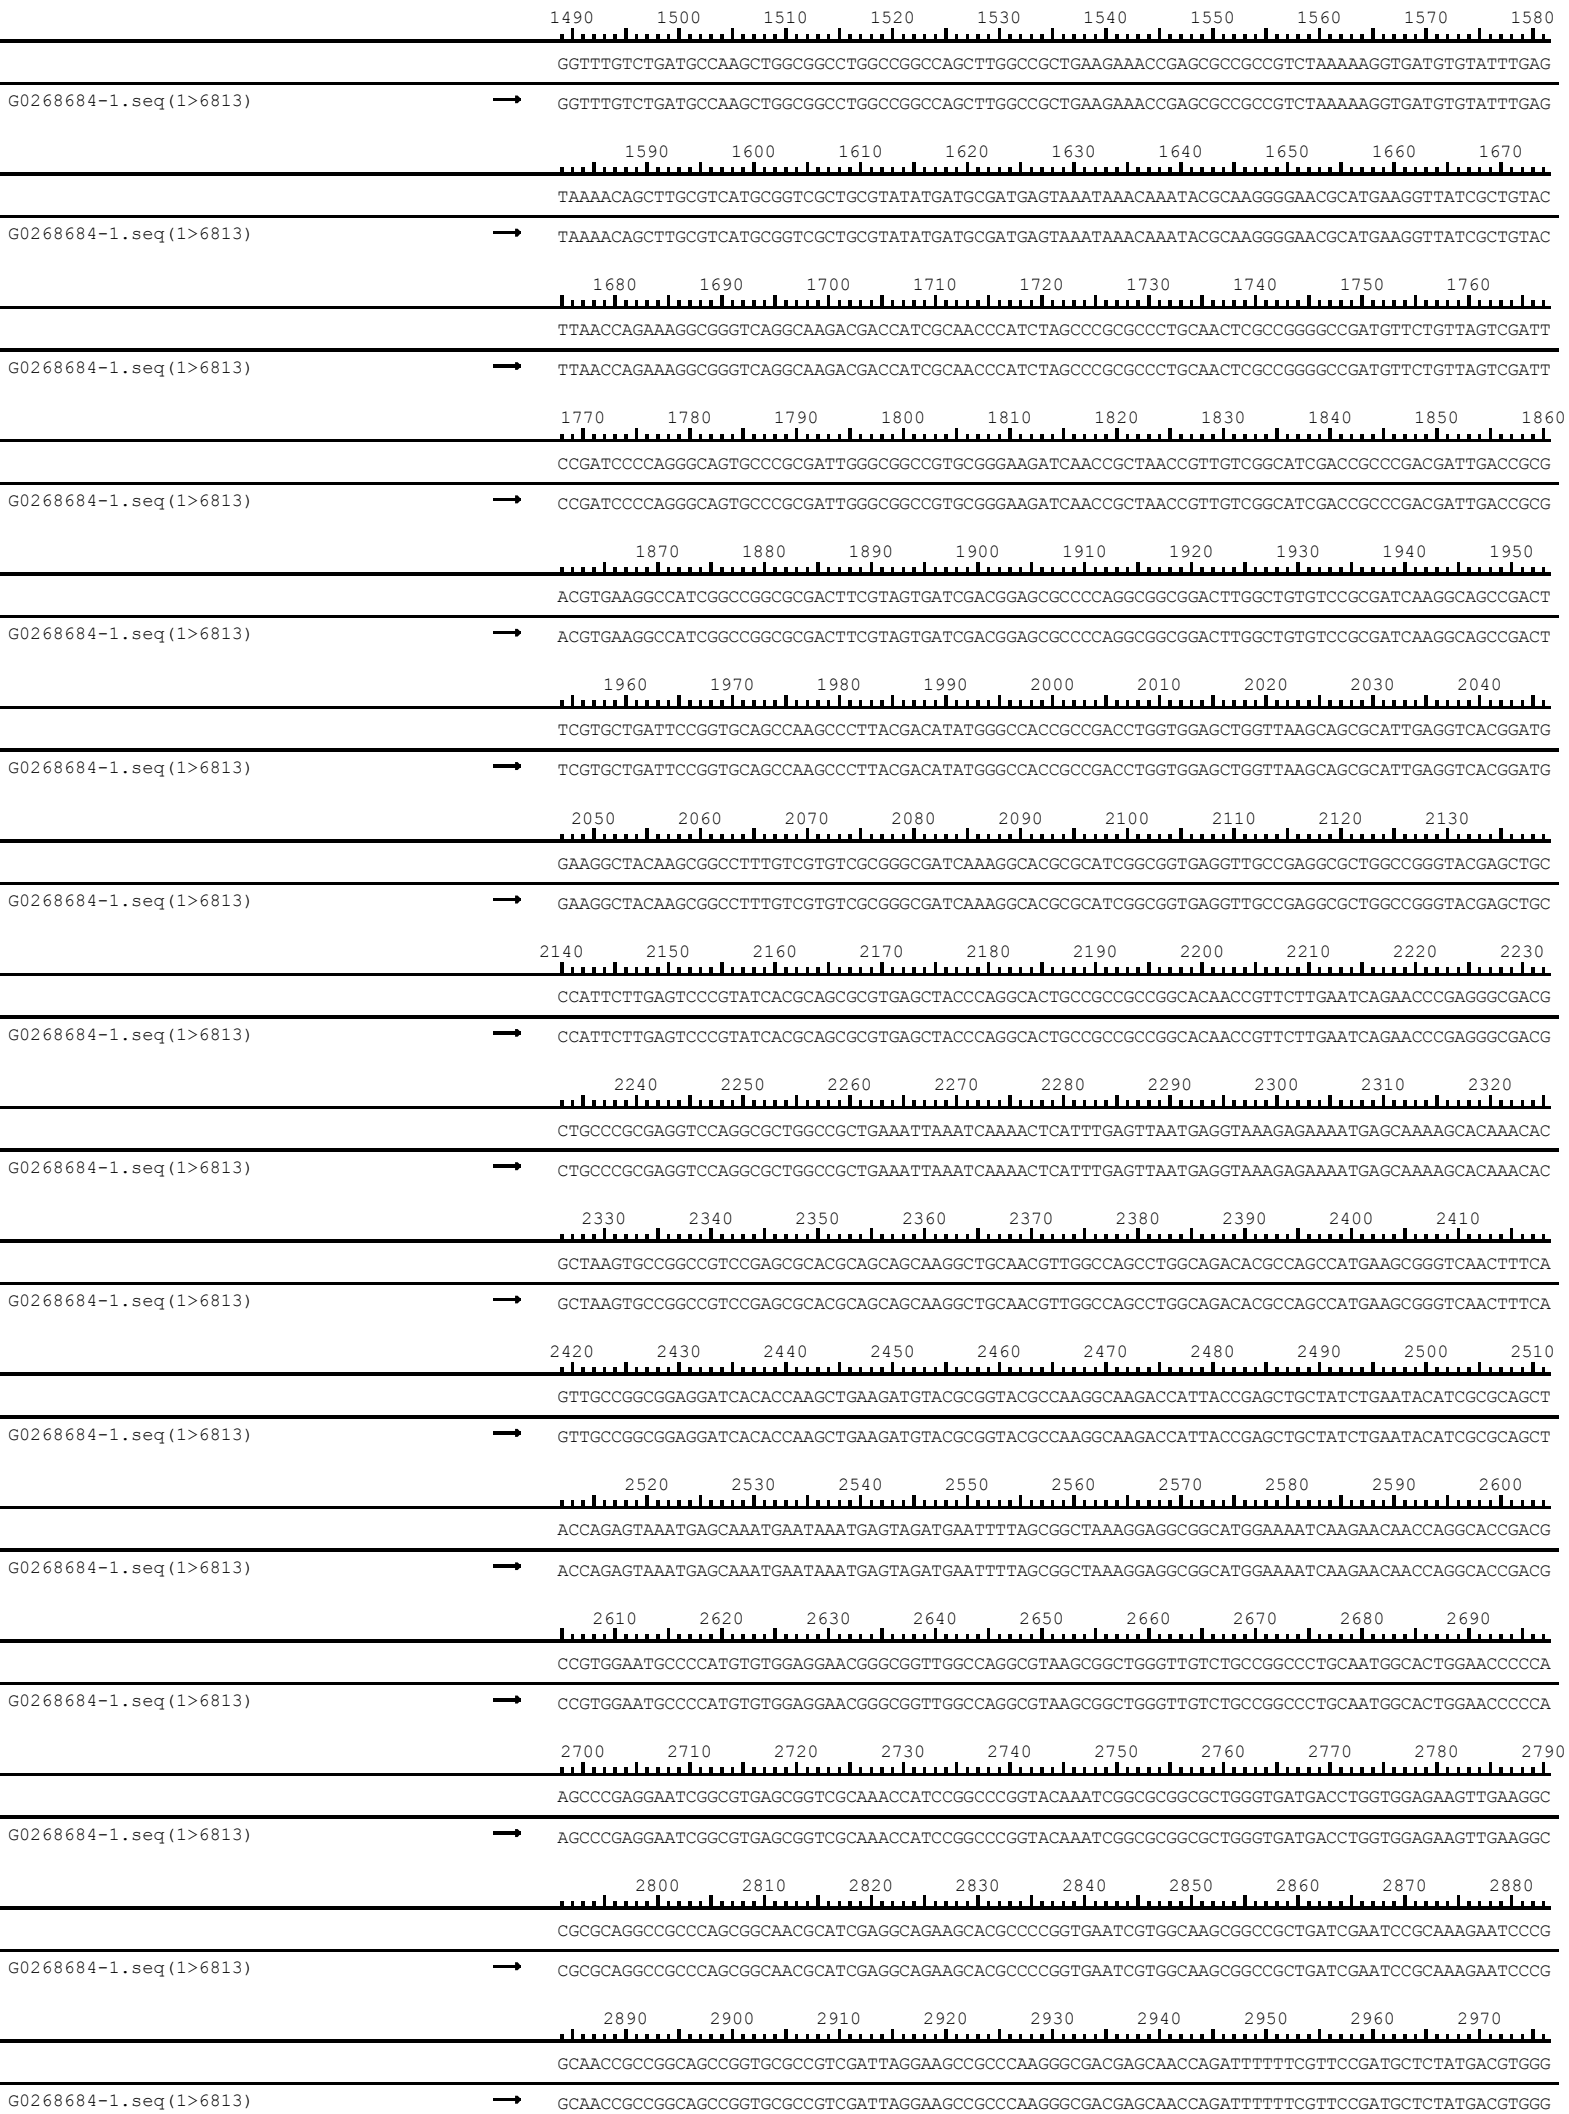 1490 1500 1510 1520 1530 1540 1550 1560 1570 1580
GGTTTGTCTGATGCCAAGCTGGCGGCCTGGCCGGCCAGCTTGGCCGCTGAAGAAACCGAGCGCCGCCGTCTAAAAAGGTGATGTGTATTTGAG
G0268684-1.seq(1>6813) → GGTTTGTCTGATGCCAAGCTGGCGGCCTGGCCGGCCAGCTTGGCCGCTGAAGAAACCGAGCGCCGCCGTCTAAAAAGGTGATGTGTATTTGAG
1590 1600 1610 1620 1630 1640 1650 1660 1670
TAAAACAGCTTGCGTCATGCGGTCGCTGCGTATATGATGCGATGAGTAAATAAACAAATACGCAAGGGGAACGCATGAAGGTTATCGCTGTAC
G0268684-1.seq(1>6813) → TAAAACAGCTTGCGTCATGCGGTCGCTGCGTATATGATGCGATGAGTAAATAAACAAATACGCAAGGGGAACGCATGAAGGTTATCGCTGTAC
1680 1690 1700 1710 1720 1730 1740 1750 1760
TTAACCAGAAAGGCGGGTCAGGCAAGACGACCATCGCAACCCATCTAGCCCGCGCCCTGCAACTCGCCGGGGCCGATGTTCTGTTAGTCGATT
G0268684-1.seq(1>6813) → TTAACCAGAAAGGCGGGTCAGGCAAGACGACCATCGCAACCCATCTAGCCCGCGCCCTGCAACTCGCCGGGGCCGATGTTCTGTTAGTCGATT
1770 1780 1790 1800 1810 1820 1830 1840 1850 1860
CCGATCCCCAGGGCAGTGCCCGCGATTGGGCGGCCGTGCGGGAAGATCAACCGCTAACCGTTGTCGGCATCGACCGCCCGACGATTGACCGCG
G0268684-1.seq(1>6813) → CCGATCCCCAGGGCAGTGCCCGCGATTGGGCGGCCGTGCGGGAAGATCAACCGCTAACCGTTGTCGGCATCGACCGCCCGACGATTGACCGCG
1870 1880 1890 1900 1910 1920 1930 1940 1950
ACGTGAAGGCCATCGGCCGGCGCGACTTCGTAGTGATCGACGGAGCGCCCCAGGCGGCGGACTTGGCTGTGTCCGCGATCAAGGCAGCCGACT
G0268684-1.seq(1>6813) → ACGTGAAGGCCATCGGCCGGCGCGACTTCGTAGTGATCGACGGAGCGCCCCAGGCGGCGGACTTGGCTGTGTCCGCGATCAAGGCAGCCGACT
1960 1970 1980 1990 2000 2010 2020 2030 2040
TCGTGCTGATTCCGGTGCAGCCAAGCCCTTACGACATATGGGCCACCGCCGACCTGGTGGAGCTGGTTAAGCAGCGCATTGAGGTCACGGATG
G0268684-1.seq(1>6813) → TCGTGCTGATTCCGGTGCAGCCAAGCCCTTACGACATATGGGCCACCGCCGACCTGGTGGAGCTGGTTAAGCAGCGCATTGAGGTCACGGATG
2050 2060 2070 2080 2090 2100 2110 2120 2130
GAAGGCTACAAGCGGCCTTTGTCGTGTCGCGGGCGATCAAAGGCACGCGCATCGGCGGTGAGGTTGCCGAGGCGCTGGCCGGGTACGAGCTGC
G0268684-1.seq(1>6813) → GAAGGCTACAAGCGGCCTTTGTCGTGTCGCGGGCGATCAAAGGCACGCGCATCGGCGGTGAGGTTGCCGAGGCGCTGGCCGGGTACGAGCTGC
2140 2150 2160 2170 2180 2190 2200 2210 2220 2230
CCATTCTTGAGTCCCGTATCACGCAGCGCGTGAGCTACCCAGGCACTGCCGCCGCCGGCACAACCGTTCTTGAATCAGAACCCGAGGGCGACG
G0268684-1.seq(1>6813) → CCATTCTTGAGTCCCGTATCACGCAGCGCGTGAGCTACCCAGGCACTGCCGCCGCCGGCACAACCGTTCTTGAATCAGAACCCGAGGGCGACG
2240 2250 2260 2270 2280 2290 2300 2310 2320
CTGCCCGCGAGGTCCAGGCGCTGGCCGCTGAAATTAAATCAAAACTCATTTGAGTTAATGAGGTAAAGAGAAAATGAGCAAAAGCACAAACAC
G0268684-1.seq(1>6813) → CTGCCCGCGAGGTCCAGGCGCTGGCCGCTGAAATTAAATCAAAACTCATTTGAGTTAATGAGGTAAAGAGAAAATGAGCAAAAGCACAAACAC
2330 2340 2350 2360 2370 2380 2390 2400 2410
GCTAAGTGCCGGCCGTCCGAGCGCACGCAGCAGCAAGGCTGCAACGTTGGCCAGCCTGGCAGACACGCCAGCCATGAAGCGGGTCAACTTTCA
G0268684-1.seq(1>6813) → GCTAAGTGCCGGCCGTCCGAGCGCACGCAGCAGCAAGGCTGCAACGTTGGCCAGCCTGGCAGACACGCCAGCCATGAAGCGGGTCAACTTTCA
2420 2430 2440 2450 2460 2470 2480 2490 2500 2510
GTTGCCGGCGGAGGATCACACCAAGCTGAAGATGTACGCGGTACGCCAAGGCAAGACCATTACCGAGCTGCTATCTGAATACATCGCGCAGCT
G0268684-1.seq(1>6813) → GTTGCCGGCGGAGGATCACACCAAGCTGAAGATGTACGCGGTACGCCAAGGCAAGACCATTACCGAGCTGCTATCTGAATACATCGCGCAGCT
2520 2530 2540 2550 2560 2570 2580 2590 2600
ACCAGAGTAAATGAGCAAATGAATAAATGAGTAGATGAATTTTAGCGGCTAAAGGAGGCGGCATGGAAAATCAAGAACAACCAGGCACCGACG
G0268684-1.seq(1>6813) → ACCAGAGTAAATGAGCAAATGAATAAATGAGTAGATGAATTTTAGCGGCTAAAGGAGGCGGCATGGAAAATCAAGAACAACCAGGCACCGACG
2610 2620 2630 2640 2650 2660 2670 2680 2690
CCGTGGAATGCCCCATGTGTGGAGGAACGGGCGGTTGGCCAGGCGTAAGCGGCTGGGTTGTCTGCCGGCCCTGCAATGGCACTGGAACCCCCA
G0268684-1.seq(1>6813) → CCGTGGAATGCCCCATGTGTGGAGGAACGGGCGGTTGGCCAGGCGTAAGCGGCTGGGTTGTCTGCCGGCCCTGCAATGGCACTGGAACCCCCA
2700 2710 2720 2730 2740 2750 2760 2770 2780 2790
AGCCCGAGGAATCGGCGTGAGCGGTCGCAAACCATCCGGCCCGGTACAAATCGGCGCGGCGCTGGGTGATGACCTGGTGGAGAAGTTGAAGGC
G0268684-1.seq(1>6813) → AGCCCGAGGAATCGGCGTGAGCGGTCGCAAACCATCCGGCCCGGTACAAATCGGCGCGGCGCTGGGTGATGACCTGGTGGAGAAGTTGAAGGC
2800 2810 2820 2830 2840 2850 2860 2870 2880
CGCGCAGGCCGCCCAGCGGCAACGCATCGAGGCAGAAGCACGCCCCGGTGAATCGTGGCAAGCGGCCGCTGATCGAATCCGCAAAGAATCCCG
G0268684-1.seq(1>6813) → CGCGCAGGCCGCCCAGCGGCAACGCATCGAGGCAGAAGCACGCCCCGGTGAATCGTGGCAAGCGGCCGCTGATCGAATCCGCAAAGAATCCCG
2890 2900 2910 2920 2930 2940 2950 2960 2970
GCAACCGCCGGCAGCCGGTGCGCCGTCGATTAGGAAGCCGCCCAAGGGCGACGAGCAACCAGATTTTTTCGTTCCGATGCTCTATGACGTGGG
G0268684-1.seq(1>6813) → GCAACCGCCGGCAGCCGGTGCGCCGTCGATTAGGAAGCCGCCCAAGGGCGACGAGCAACCAGATTTTTTCGTTCCGATGCTCTATGACGTGGG